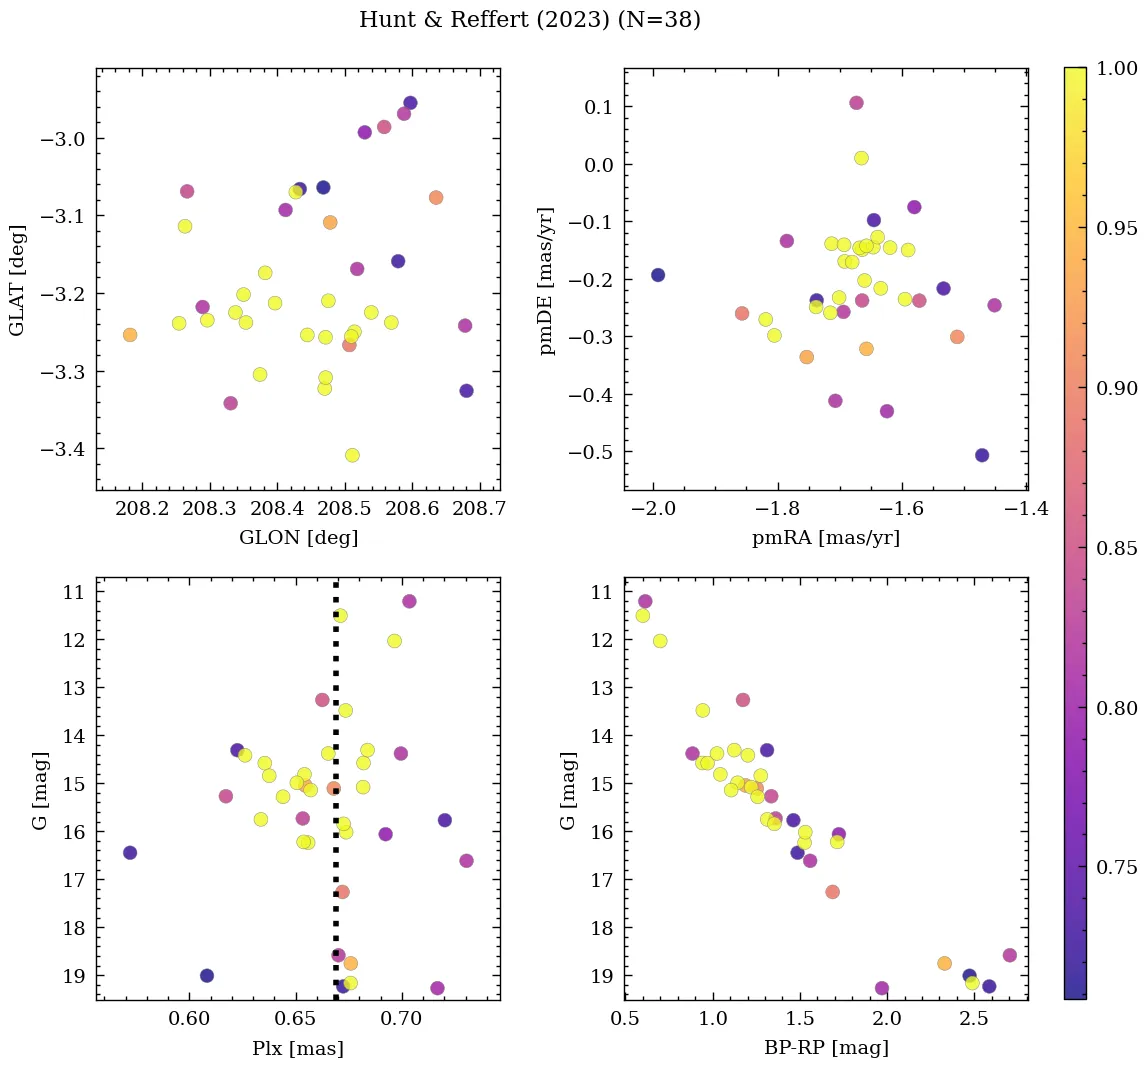 Hunt & Reffert (2023) (N=38)
−3.0
−3.1
−3.2
−3.3
−3.4
GLAT [deg]
208.2 208.3 208.4 208.5 208.6 208.7
GLON [deg]
0.1
0.0
−0.1
−0.2
−0.3
−0.4
−0.5
pmDE [mas/yr]
−2.0 −1.8 −1.6 −1.4
pmRA [mas/yr]
1.00
0.95
0.90
0.85
0.80
0.75
11
12
13
14
15
16
17
18
19
G [mag]
0.60 0.65 0.70
Plx [mas]
11
12
13
14
15
16
17
18
19
G [mag]
0.5 1.0 1.5 2.0 2.5
BP-RP [mag]